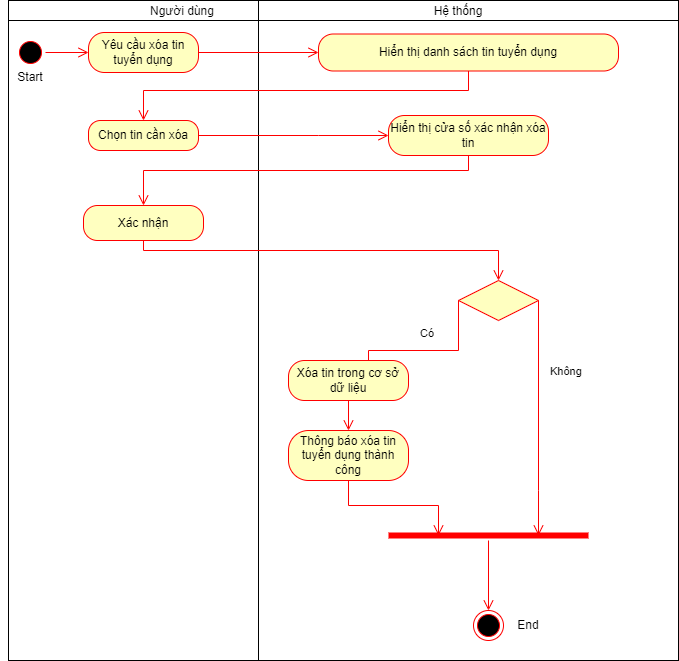 Người dùng
Hệ thống
Start
Yêu cầu xóa tin
tuyển dụng
Hiển thị danh sách tin tuyển dụng
Chọn tin cần xóa
Hiển thị cửa sổ xác nhận xóa
tin
Xác nhận
Có
Không
Xóa tin trong cơ sở
dữ liệu
Thông báo xóa tin
tuyển dụng thành
công
End